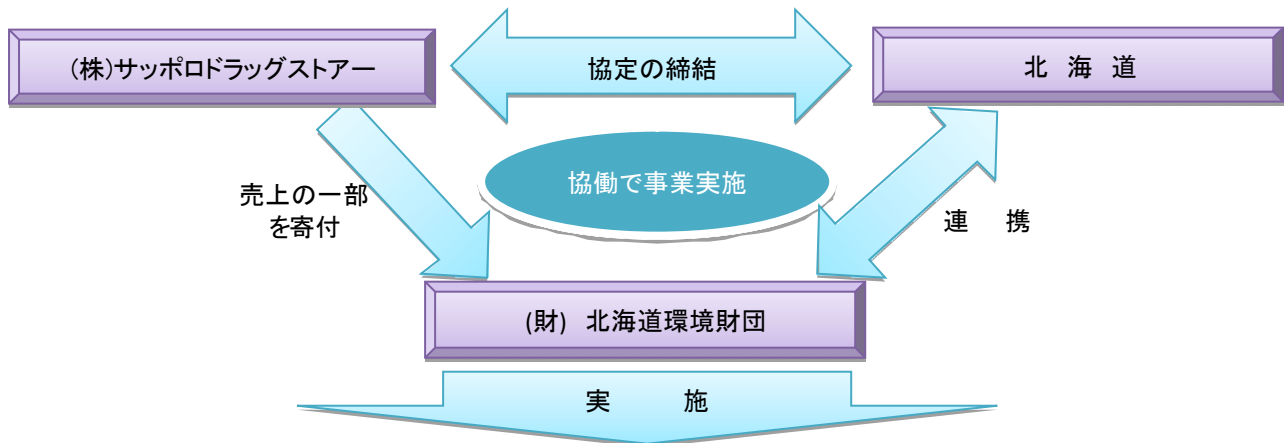 (株)サッポロドラッグストアー
協定の締結
北 海 道
協働で事業実施
売上の一部
を寄付
連 携
(財) 北海道環境財団
実 施